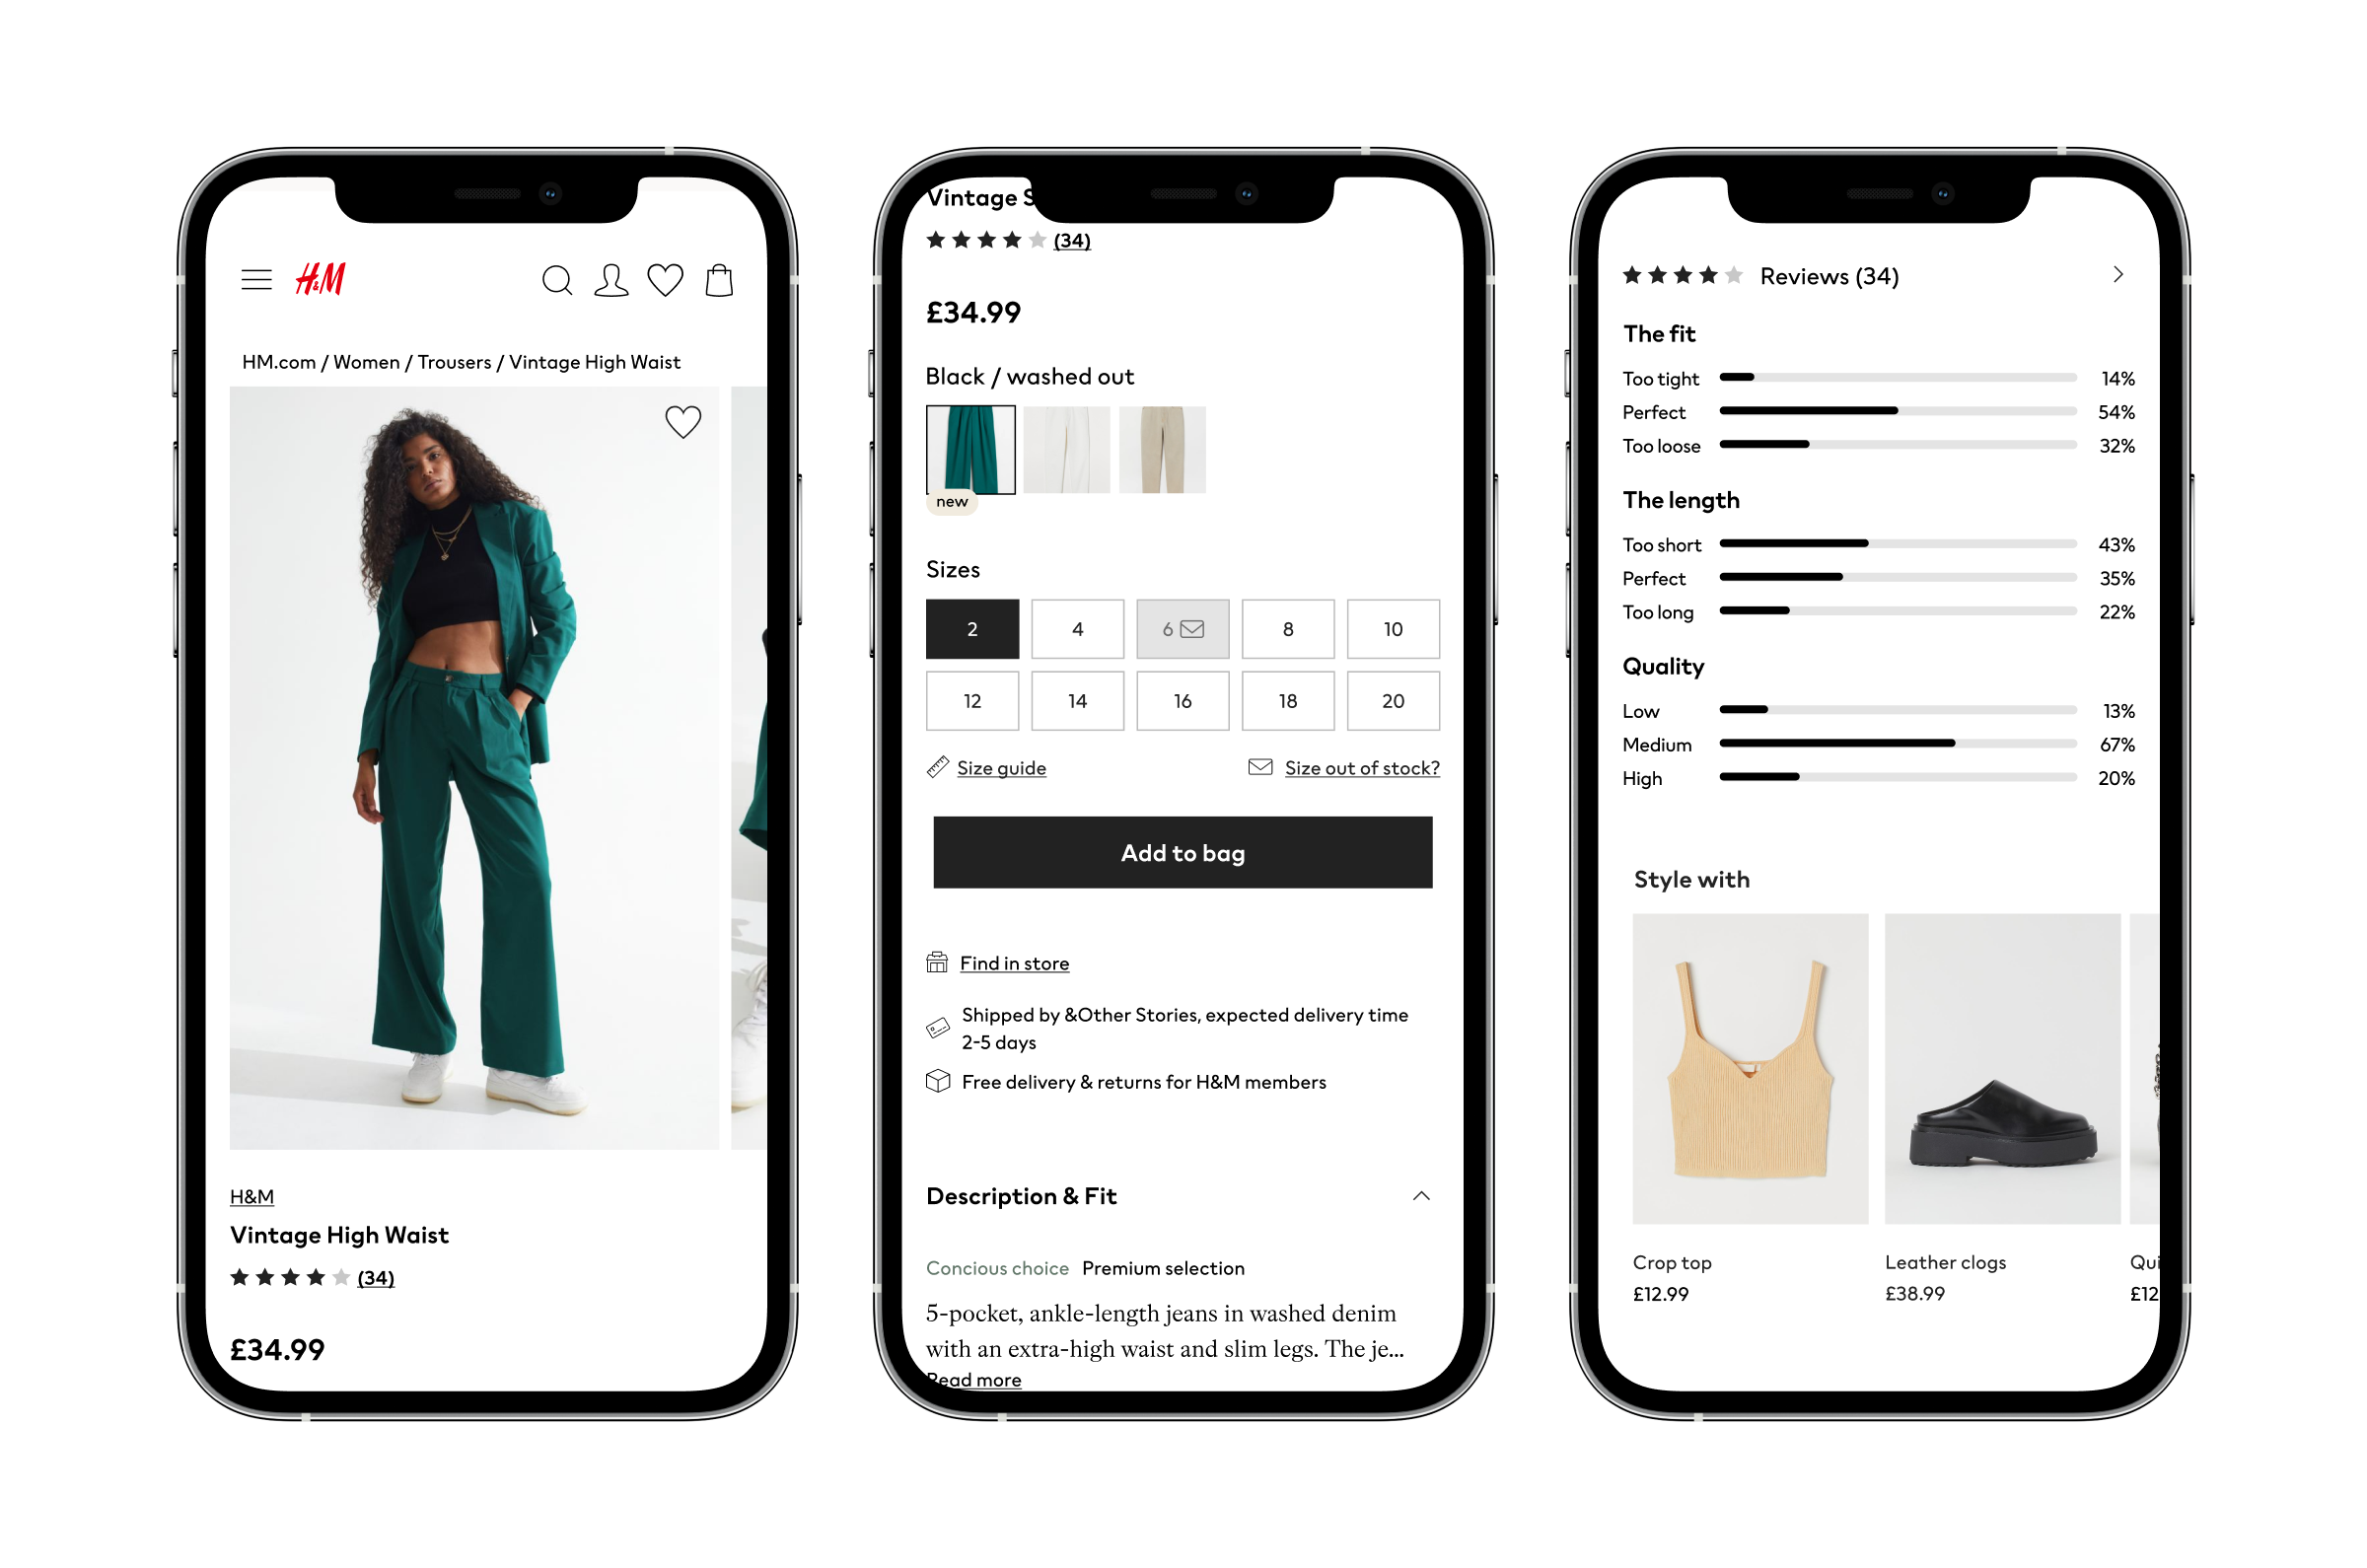 H&M
HM.com / Women / Trousers / Vintage High Waist
H&M
Vintage High Waist
(34)
£34.99
Vintage S
(34)
£34.99
Black / washed out
new
Sizes
2 4 6 8 10
12 14 16 18 20
Size guide Size out of stock?
Add to bag
Find in store
Shipped by &Other Stories, expected delivery time
2-5 days
Free delivery & returns for H&M members
Description & Fit
Concious choice Premium selection
5-pocket, ankle-length jeans in washed denim
with an extra-high waist and slim legs. The je...
Read more
Reviews (34)
The fit
Too tight 14%
Perfect 54%
Too loose 32%
The length
Too short 43%
Perfect 35%
Too long 22%
Quality
Low 13%
Medium 67%
High 20%
Style with
Crop top Leather clogs Qui
£12.99 £38.99 £12